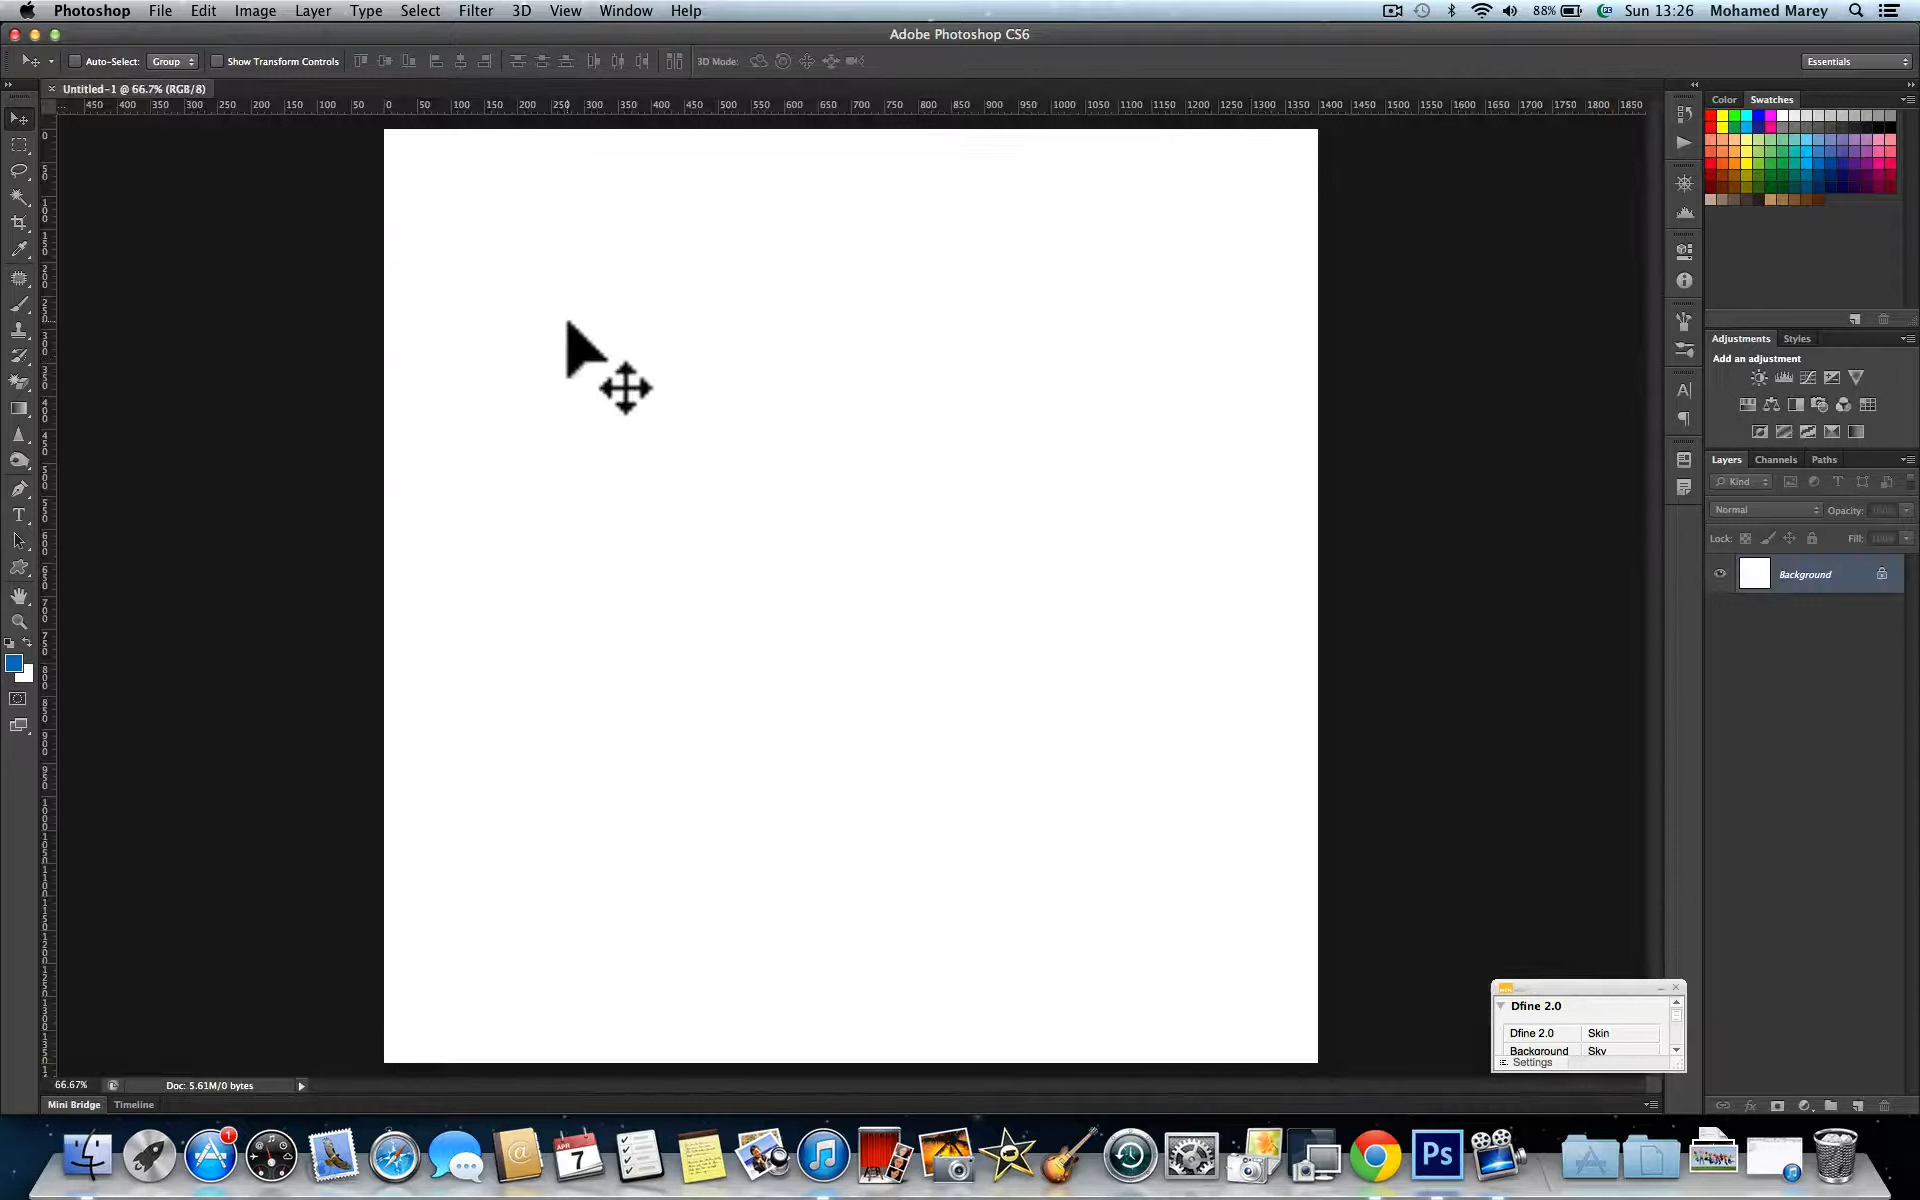 Photoshop File Edit Image Layer Type Select Filter 3D View Window Help 88% Sun 13:26 Mohamed Marey
Adobe Photoshop CS6
Auto-Select: Group Show Transform Controls 3D Mode: Essentials
Untitled-1 @ 66.7% (RGB/8)
450 400 350 300 250 200 150 100 50 0 50 100 150 200 250 300 350 400 450 500 550 600 650 700 750 800 850 900 950 1000 1050 1100 1150 1200 1250 1300 1350 1400 1450 1500 1550 1600 1650 1700 1750 1800 1850
Color Swatches
Adjustments Styles
Add an adjustment
Layers Channels Paths
Kind
Normal Opacity: 100%
Lock: Fill: 100%
Background
Dfine 2.0
Dfine 2.0 Skin
Background Sky
Settings
66.67% Doc: 5.61M/0 bytes
Mini Bridge Timeline
1
APR
7
Ps